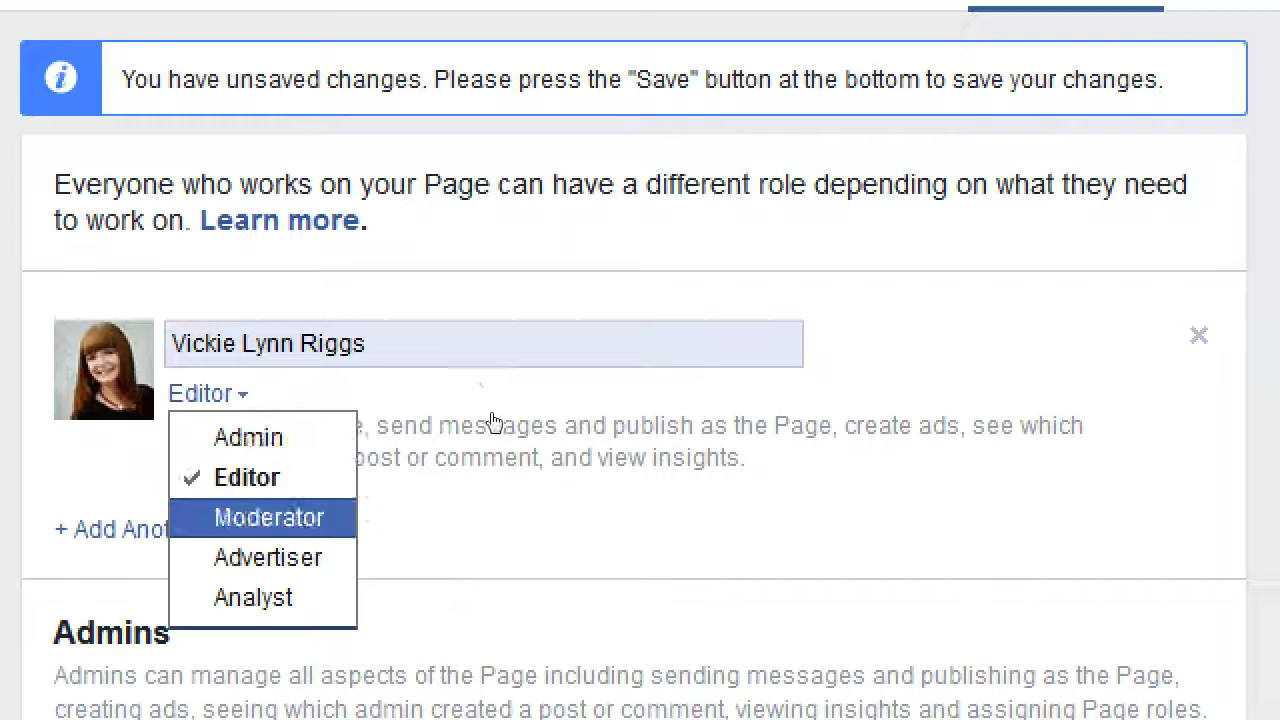 You have unsaved changes. Please press the "Save" button at the bottom to save your changes.
Everyone who works on your Page can have a different role depending on what they need
to work on. Learn more.
Vickie Lynn Riggs
Editor
send messages and publish as the Page, create ads, see which
post or comment, and view insights.
Admin
Editor
Moderator
Advertiser
Analyst
+ Add
Admins
Admins can manage all aspects of the Page including sending messages and publishing as the Page,
creating ads, seeing which admin created a post or comment, viewing insights and assigning Page roles.